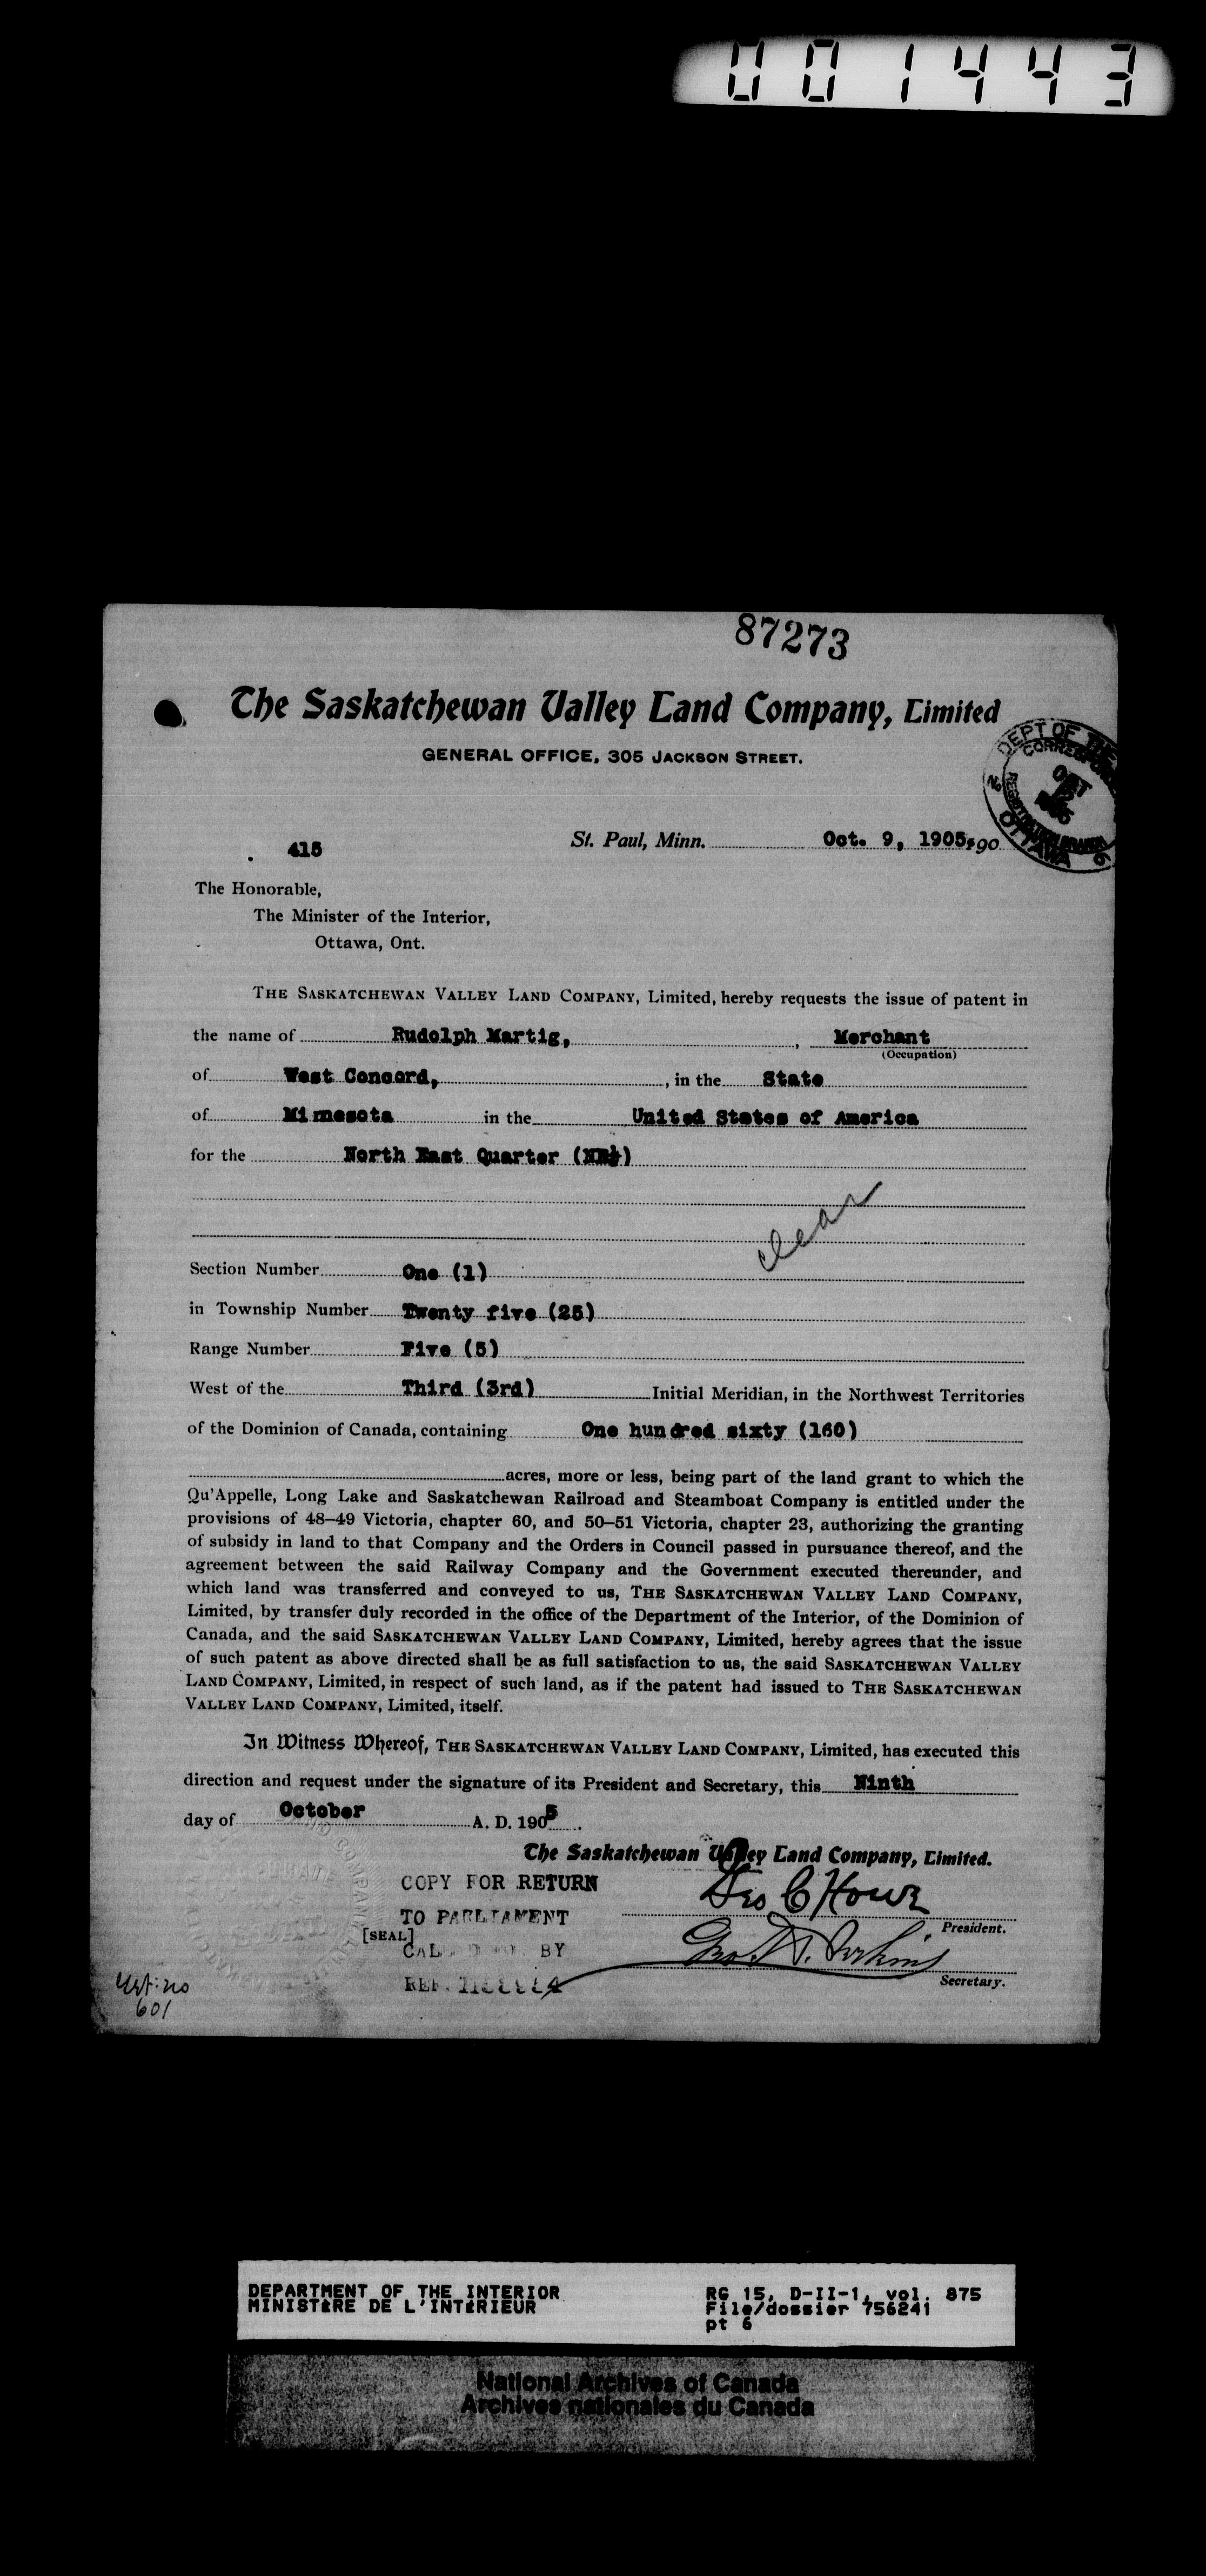 001443
87273
The Saskatchewan Valley Land Company, Limited
GENERAL OFFICE, 305 JACKSON STREET.
DEPT OF THE
OCT 12 1905
REGISTRATION BRANCH
OTTAWA
St. Paul, Minn. Oct. 9, 1905, 190
415
The Honorable,
The Minister of the Interior,
Ottawa, Ont.
THE SASKATCHEWAN VALLEY LAND COMPANY, Limited, hereby requests the issue of patent in
the name of Rudolph Martig, , Merchant
(Occupation)
of West Concord, , in the State
of Minnesota in the United States of America
for the North East Quarter (NE¼)
clear
Section Number One (1)
in Township Number Twenty five (25)
Range Number Five (5)
West of the Third (3rd) Initial Meridian, in the Northwest Territories
of the Dominion of Canada, containing One hundred sixty (160)
acres, more or less, being part of the land grant to which the
Qu'Appelle, Long Lake and Saskatchewan Railroad and Steamboat Company is entitled under the
provisions of 48–49 Victoria, chapter 60, and 50–51 Victoria, chapter 23, authorizing the granting
of subsidy in land to that Company and the Orders in Council passed in pursuance thereof, and the
agreement between the said Railway Company and the Government executed thereunder, and
which land was transferred and conveyed to us, THE SASKATCHEWAN VALLEY LAND COMPANY,
Limited, by transfer duly recorded in the office of the Department of the Interior, of the Dominion of
Canada, and the said SASKATCHEWAN VALLEY LAND COMPANY, Limited, hereby agrees that the issue
of such patent as above directed shall be as full satisfaction to us, the said SASKATCHEWAN VALLEY
LAND COMPANY, Limited, in respect of such land, as if the patent had issued to THE SASKATCHEWAN
VALLEY LAND COMPANY, Limited, itself.
In Witness Whereof, THE SASKATCHEWAN VALLEY LAND COMPANY, Limited, has executed this
direction and request under the signature of its President and Secretary, this Ninth
day of October A. D. 1905.
The Saskatchewan Valley Land Company, Limited.
COPY FOR RETURN
Geo C Howe
TO PARLIAMENT
President.
[SEAL]
BY
Secretary.
REF.
601
DEPARTMENT OF THE INTERIOR
MINISTÈRE DE L'INTÉRIEUR
RG 15, D-II-1, vol. 875
File/dossier 756241
pt 6
National Archives of Canada
Archives nationales du Canada